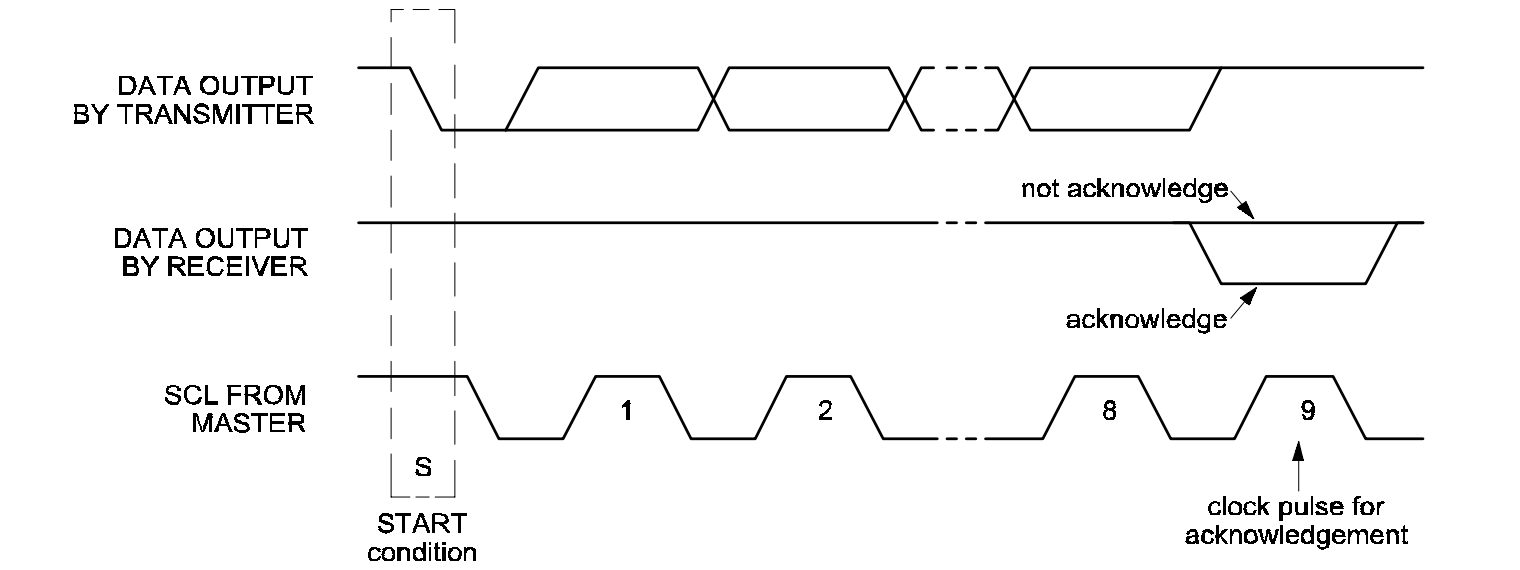 DATA OUTPUT
BY TRANSMITTER
not acknowledge
DATA OUTPUT
BY RECEIVER
acknowledge
SCL FROM
MASTER
1
2
8
9
S
START
condition
clock pulse for
acknowledgement